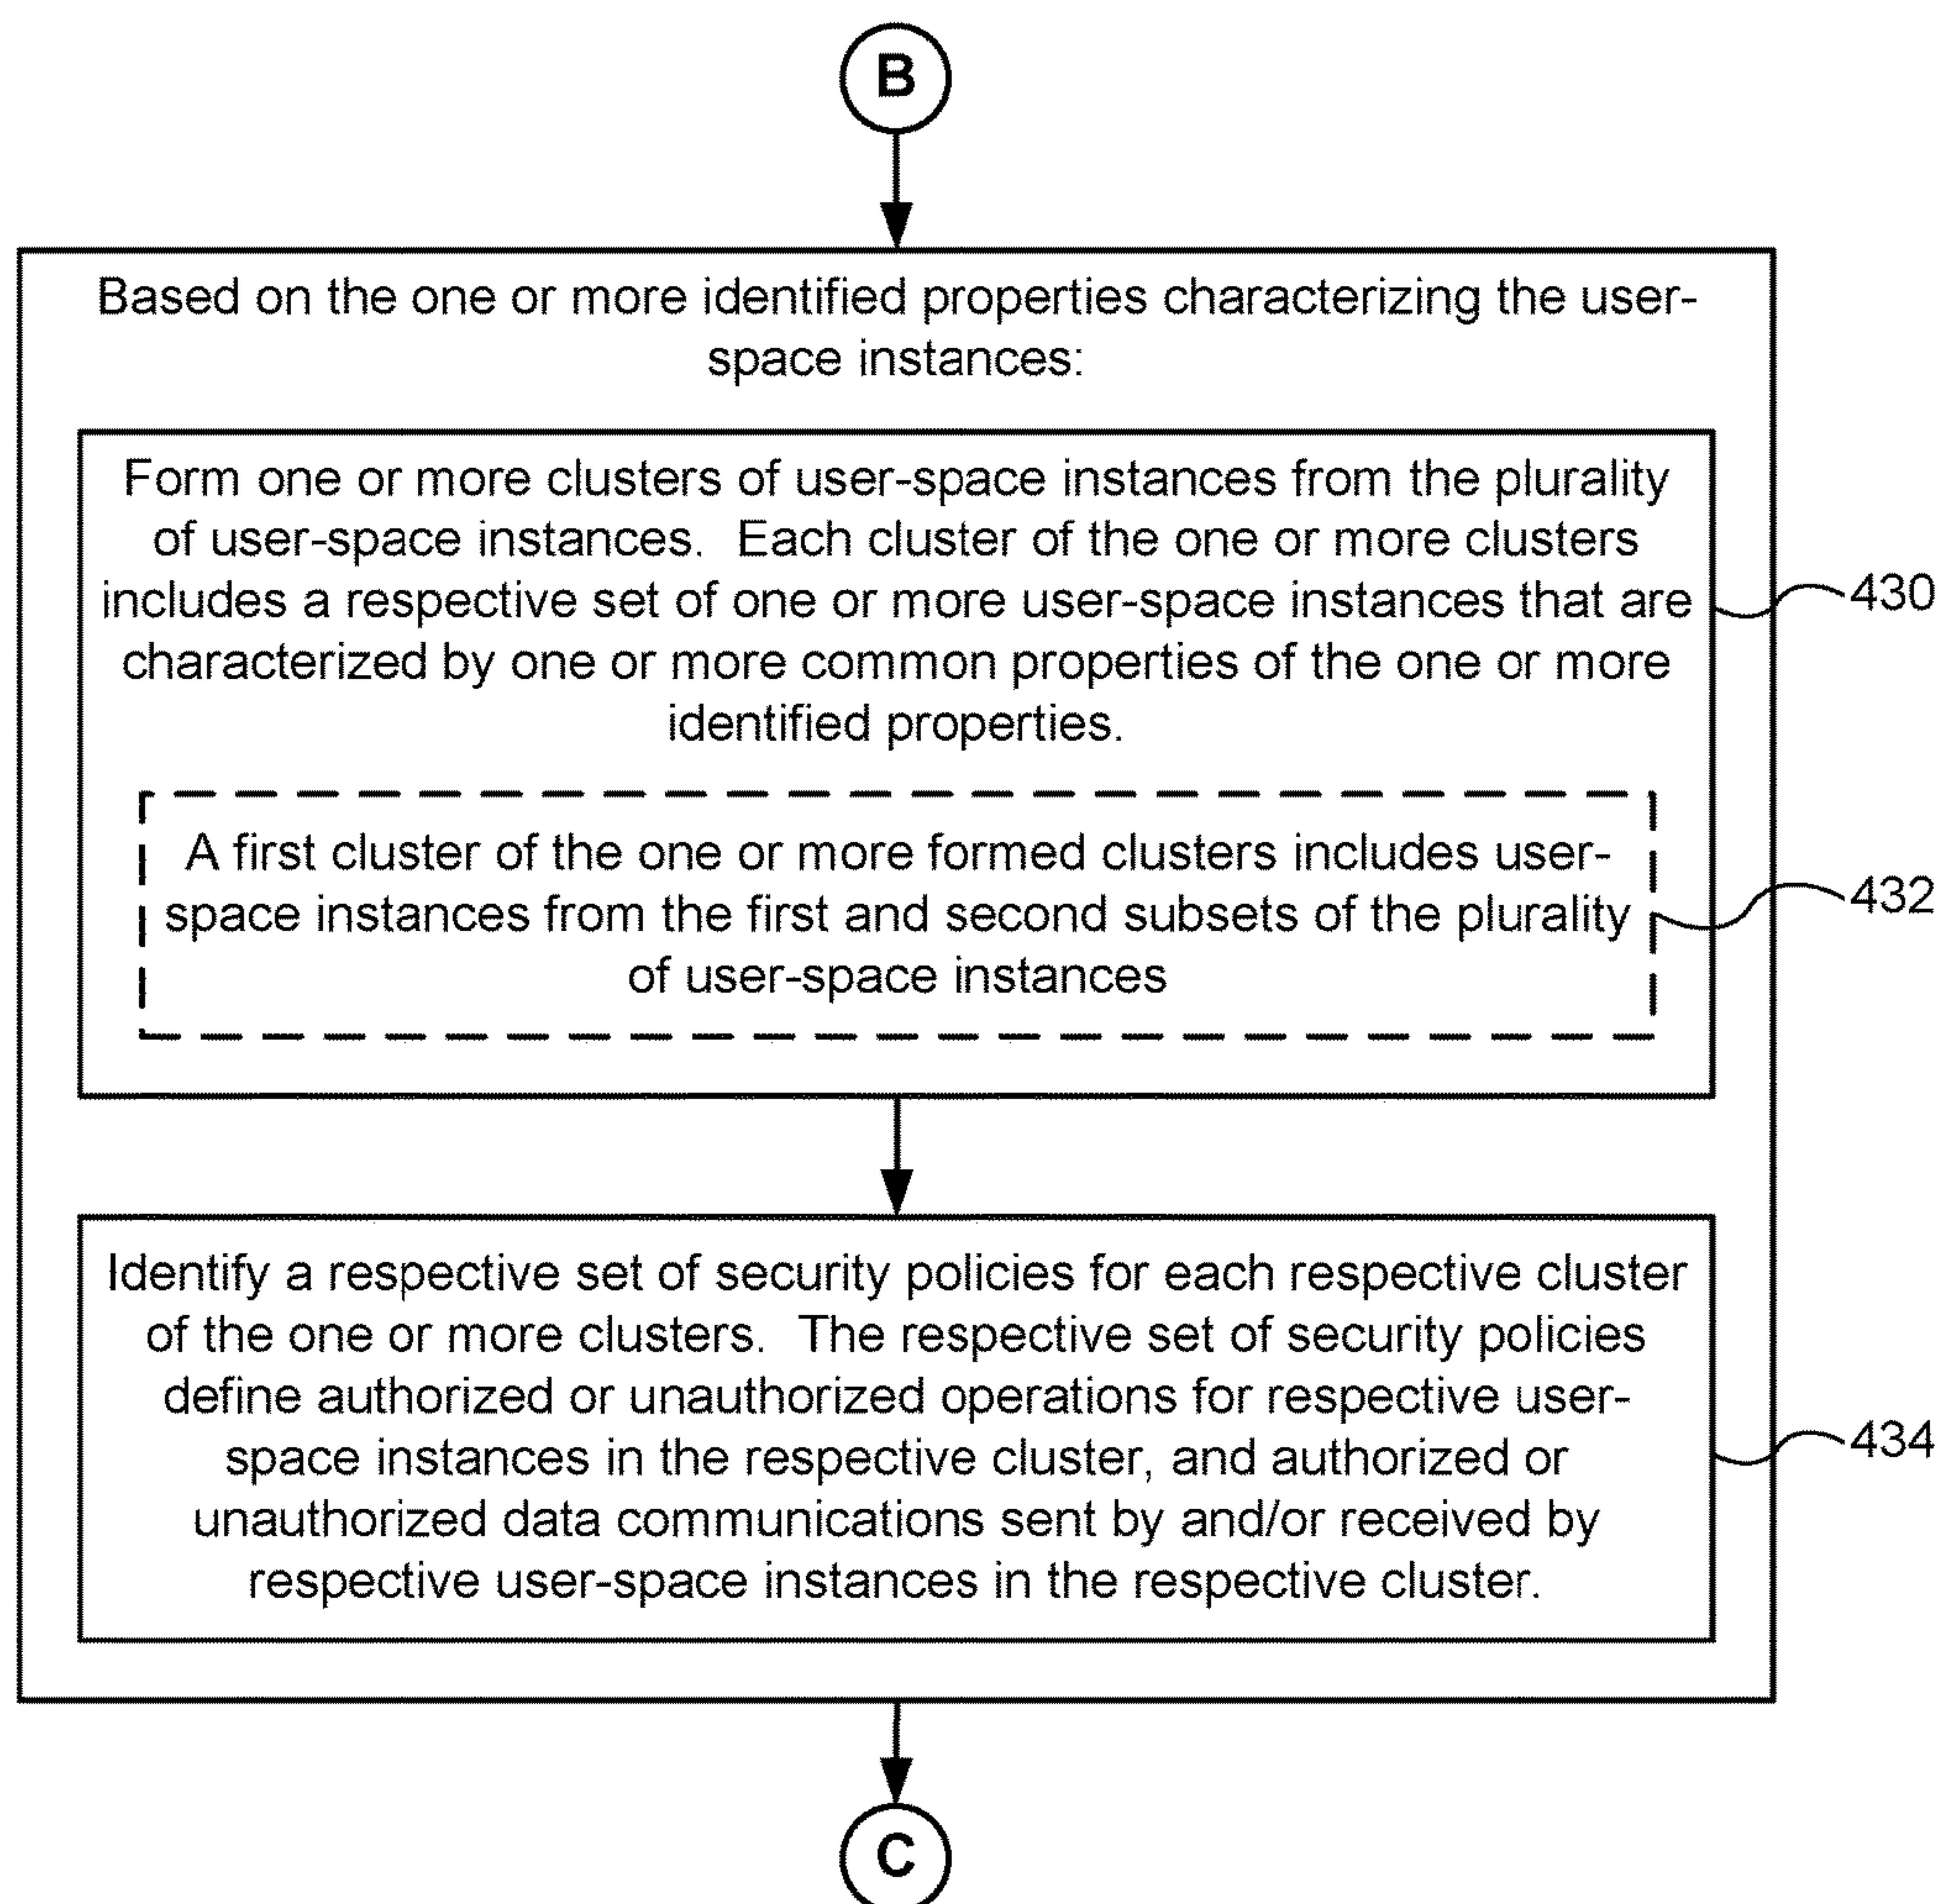 B
Based on the one or more identified properties characterizing the user-
space instances:
Form one or more clusters of user-space instances from the plurality
of user-space instances.  Each cluster of the one or more clusters
includes a respective set of one or more user-space instances that are
characterized by one or more common properties of the one or more
identified properties.
430
A first cluster of the one or more formed clusters includes user-
space instances from the first and second subsets of the plurality
of user-space instances
432
Identify a respective set of security policies for each respective cluster
of the one or more clusters.  The respective set of security policies
define authorized or unauthorized operations for respective user-
space instances in the respective cluster, and authorized or
unauthorized data communications sent by and/or received by
respective user-space instances in the respective cluster.
434
C